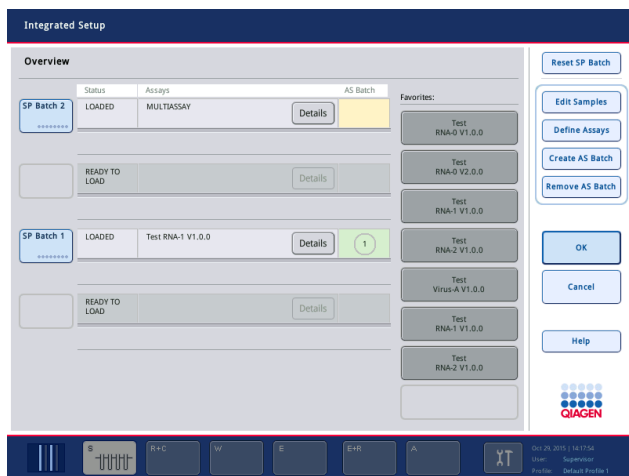 Integrated Setup
Overview
Reset SP Batch
Status Assays AS Batch
Favorites:
SP Batch 2 LOADED MULTIASSAY Details
Edit Samples
Test
RNA-0 V1.0.0
Define Assays
Test
RNA-0 V2.0.0
Create AS Batch
READY TO
LOAD Details
Remove AS Batch
Test
RNA-1 V1.0.0
SP Batch 1 LOADED Test RNA-1 V1.0.0 Details 1
Test
RNA-2 V1.0.0
OK
Test
Virus-A V1.0.0
Cancel
READY TO
LOAD Details
Test
RNA-1 V1.0.0
Help
Test
RNA-2 V1.0.0
QIAGEN
S R+C W E E+R A
Oct 29, 2015 | 14:17:54
User: Supervisor
Profile: Default Profile 1